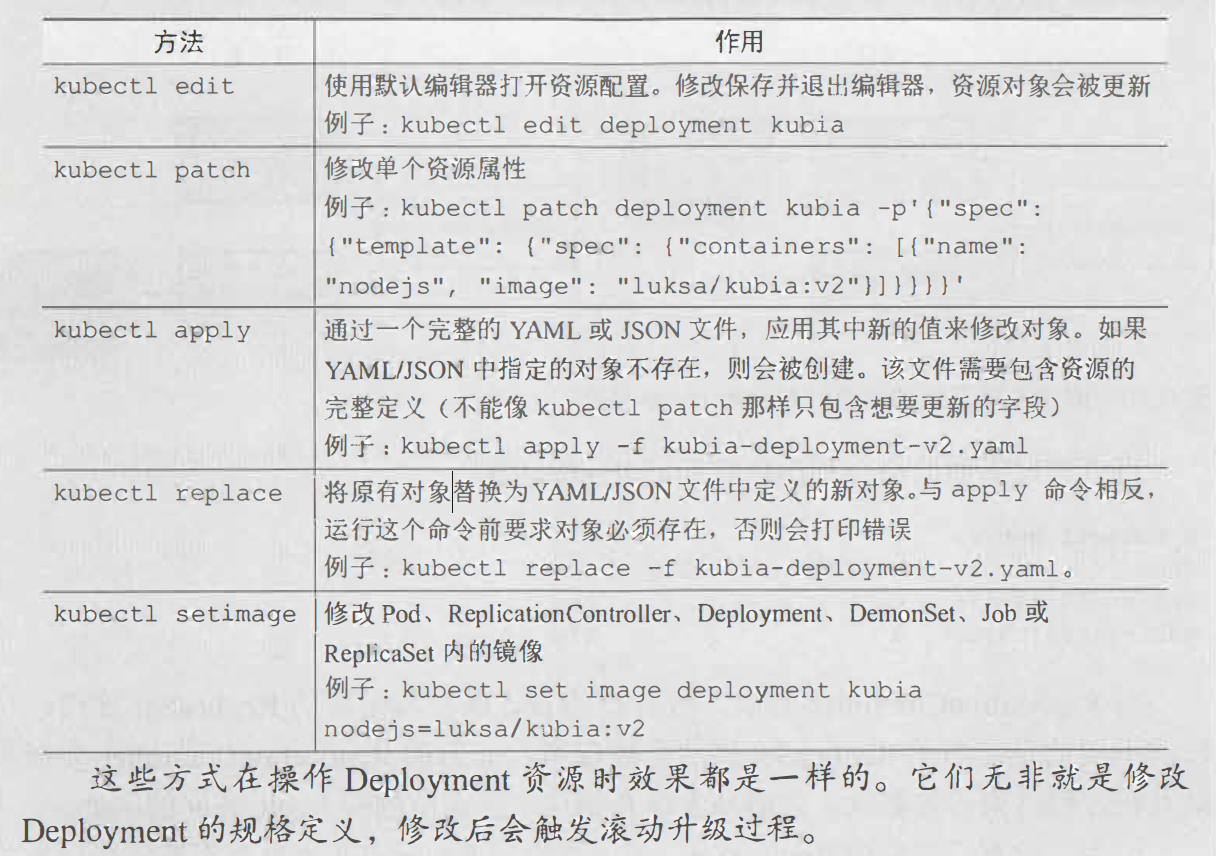 方法 作用
kubectl edit 使用默认编辑器打开资源配置。修改保存并退出编辑器，资源对象会被更新
例子：kubectl edit deployment kubia
kubectl patch 修改单个资源属性
例子：kubectl patch deployment kubia -p'{"spec":
{"template": {"spec": {"containers": [{"name":
"nodejs", "image": "luksa/kubia:v2"}]}}}}'
kubectl apply 通过一个完整的 YAML 或 JSON 文件，应用其中新的值来修改对象。如果
YAML/JSON 中指定的对象不存在，则会被创建。该文件需要包含资源的
完整定义（不能像 kubectl patch 那样只包含想要更新的字段）
例子：kubectl apply -f kubia-deployment-v2.yaml
kubectl replace 将原有对象替换为 YAML/JSON 文件中定义的新对象。与 apply 命令相反，
运行这个命令前要求对象必须存在，否则会打印错误
例子：kubectl replace -f kubia-deployment-v2.yaml。
kubectl setimage 修改 Pod、ReplicationController、Deployment、DemonSet、Job 或
ReplicaSet 内的镜像
例子：kubectl set image deployment kubia
nodejs=luksa/kubia:v2
这些方式在操作 Deployment 资源时效果都是一样的。它们无非就是修改
Deployment 的规格定义，修改后会触发滚动升级过程。